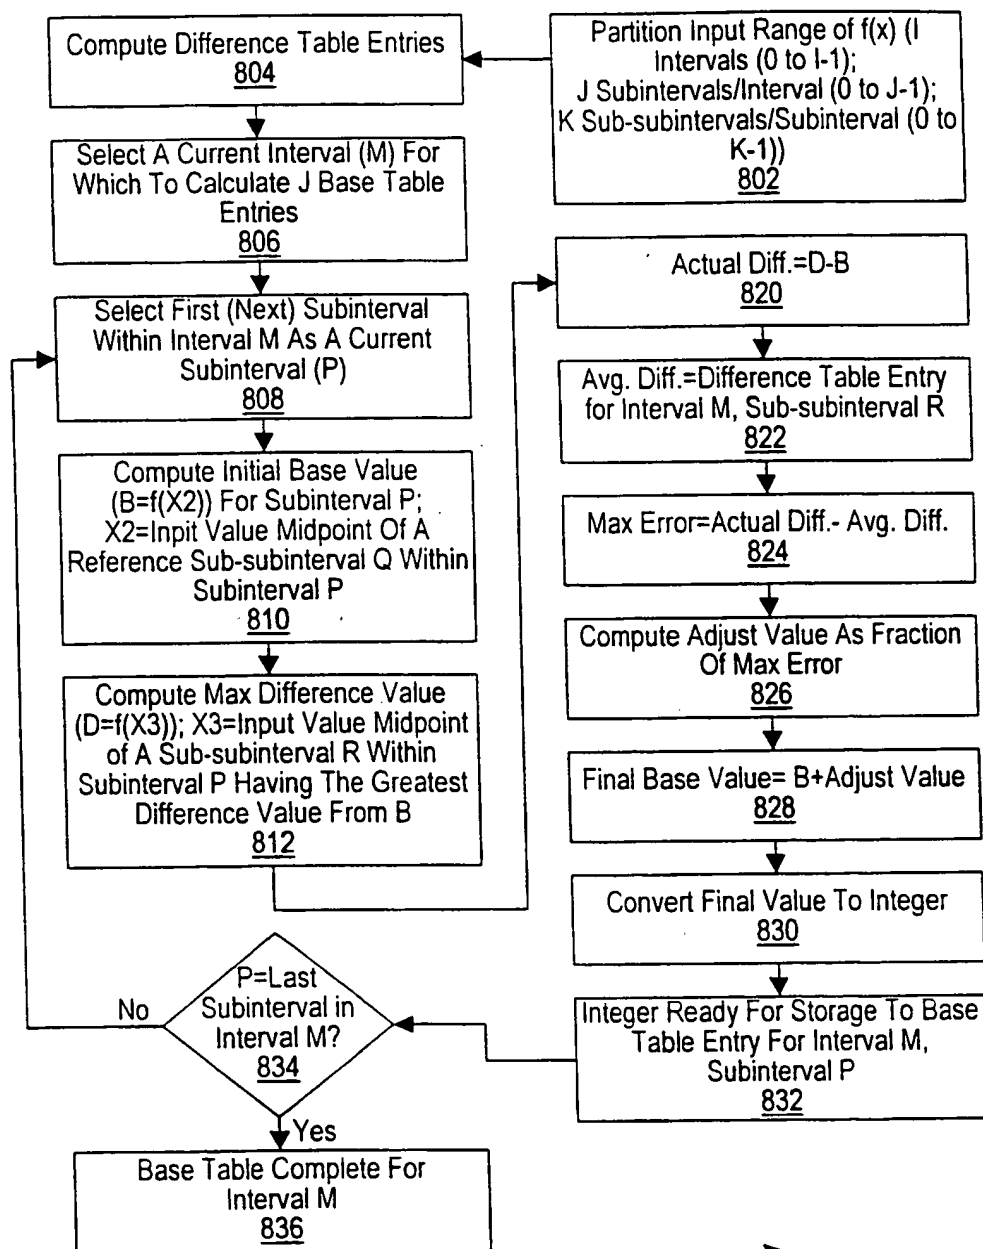 Partition Input Range of f(x) (I
Intervals (0 to I-1);
J Subintervals/Interval (0 to J-1);
K Sub-subintervals/Subinterval (0 to
K-1))
802
Compute Difference Table Entries
804
Select A Current Interval (M) For
Which To Calculate J Base Table
Entries
806
Select First (Next) Subinterval
Within Interval M As A Current
Subinterval (P)
808
Compute Initial Base Value
(B=f(X2)) For Subinterval P;
X2=Inpit Value Midpoint Of A
Reference Sub-subinterval Q Within
Subinterval P
810
Compute Max Difference Value
(D=f(X3)); X3=Input Value Midpoint
of A Sub-subinterval R Within
Subinterval P Having The Greatest
Difference Value From B
812
Actual Diff.=D-B
820
Avg. Diff.=Difference Table Entry
for Interval M, Sub-subinterval R
822
Max Error=Actual Diff.- Avg. Diff.
824
Compute Adjust Value As Fraction
Of Max Error
826
Final Base Value= B+Adjust Value
828
Convert Final Value To Integer
830
Integer Ready For Storage To Base
Table Entry For Interval M,
Subinterval P
832
P=Last
Subinterval in
Interval M?
834
No
Yes
Base Table Complete For
Interval M
836